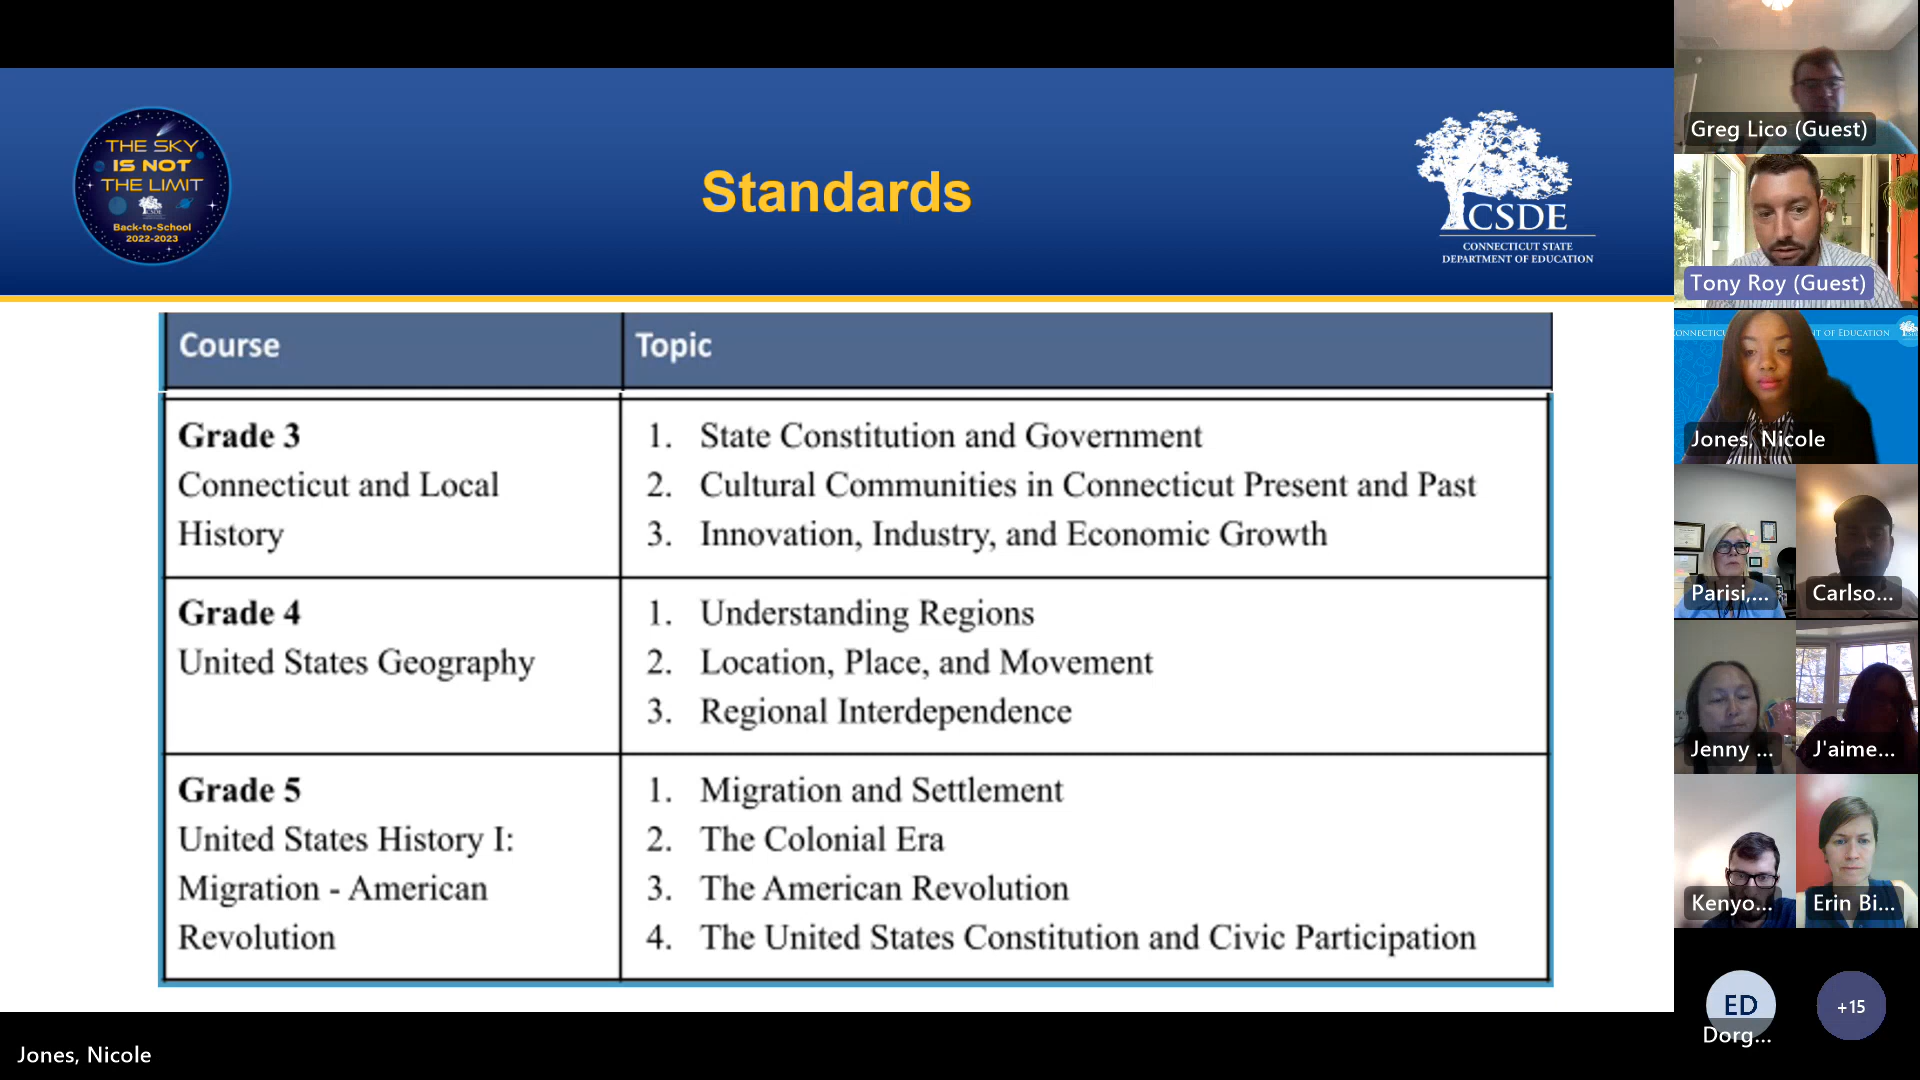 THE SKY
IS NOT
THE LIMIT
CSDE
Back-to-School
2022-2023
Standards
CSDE
CONNECTICUT STATE
DEPARTMENT OF EDUCATION
Course
Topic
Grade 3
Connecticut and Local
History
1. State Constitution and Government
2. Cultural Communities in Connecticut Present and Past
3. Innovation, Industry, and Economic Growth
Grade 4
United States Geography
1. Understanding Regions
2. Location, Place, and Movement
3. Regional Interdependence
Grade 5
United States History I:
Migration - American
Revolution
1. Migration and Settlement
2. The Colonial Era
3. The American Revolution
4. The United States Constitution and Civic Participation
Jones, Nicole
Greg Lico (Guest)
Tony Roy (Guest)
NT OF EDUCATION
Jones, Nicole
Parisi,...
Carlso...
Jenny ...
J'aime...
Kenyo...
Erin Bi...
ED
Dorg...
+15